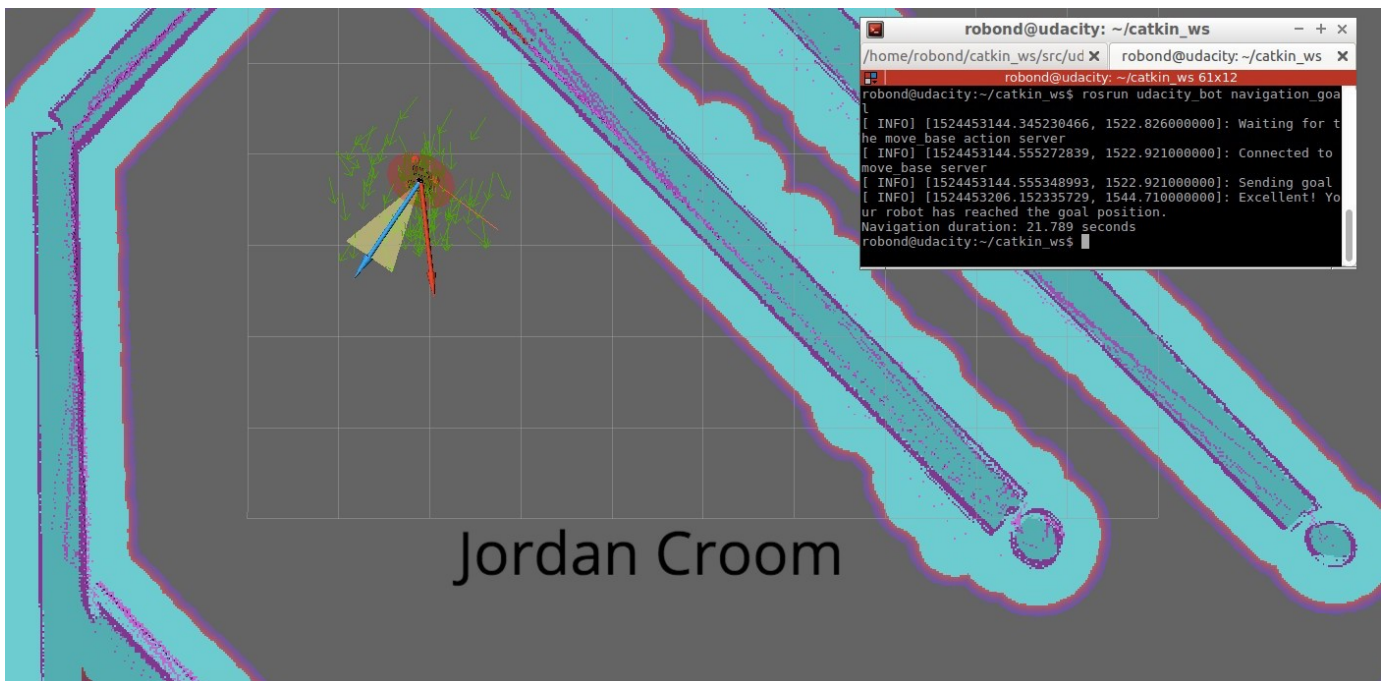 robond@udacity: ~/catkin_ws
/home/robond/catkin_ws/src/ud robond@udacity: ~/catkin_ws
robond@udacity: ~/catkin_ws 61x12
robond@udacity:~/catkin_ws$ rosrun udacity_bot navigation_goa
l
[ INFO] [1524453144.345230466, 1522.826000000]: Waiting for t
he move_base action server
[ INFO] [1524453144.555272839, 1522.921000000]: Connected to
move_base server
[ INFO] [1524453144.555348993, 1522.921000000]: Sending goal
[ INFO] [1524453206.152335729, 1544.710000000]: Excellent! Yo
ur robot has reached the goal position.
Navigation duration: 21.789 seconds
robond@udacity:~/catkin_ws$
Jordan Croom